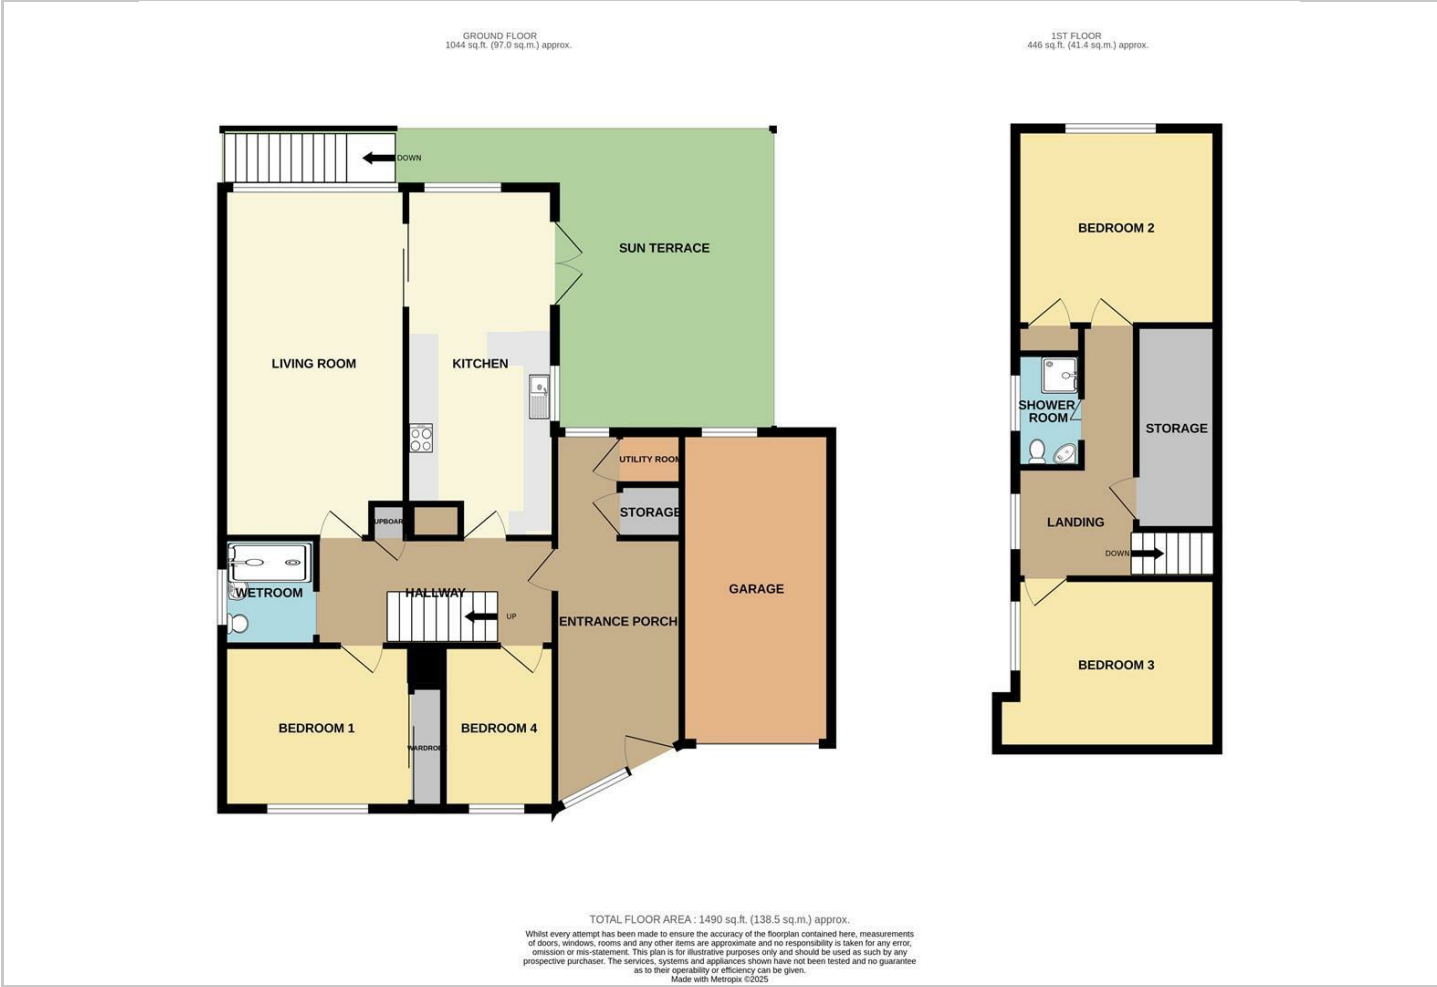 GROUND FLOOR
1044 sq.ft. (97.0 sq.m.) approx.
1ST FLOOR
446 sq.ft. (41.4 sq.m.) approx.
DOWN
SUN TERRACE
LIVING ROOM
KITCHEN
UTILITY ROOM
STORAGE
UPBOAR
WETROOM
HALLWAY
UP
ENTRANCE PORCH
GARAGE
BEDROOM 1
WARDROB
BEDROOM 4
BEDROOM 2
SHOWER
ROOM
STORAGE
LANDING
DOWN
BEDROOM 3
TOTAL FLOOR AREA : 1490 sq.ft. (138.5 sq.m.) approx.
Whilst every attempt has been made to ensure the accuracy of the floorplan contained here, measurements
of doors, windows, rooms and any other items are approximate and no responsibility is taken for any error,
omission or mis-statement. This plan is for illustrative purposes only and should be used as such by any
prospective purchaser. The services, systems and appliances shown have not been tested and no guarantee
as to their operability or efficiency can be given.
Made with Metropix ©2025